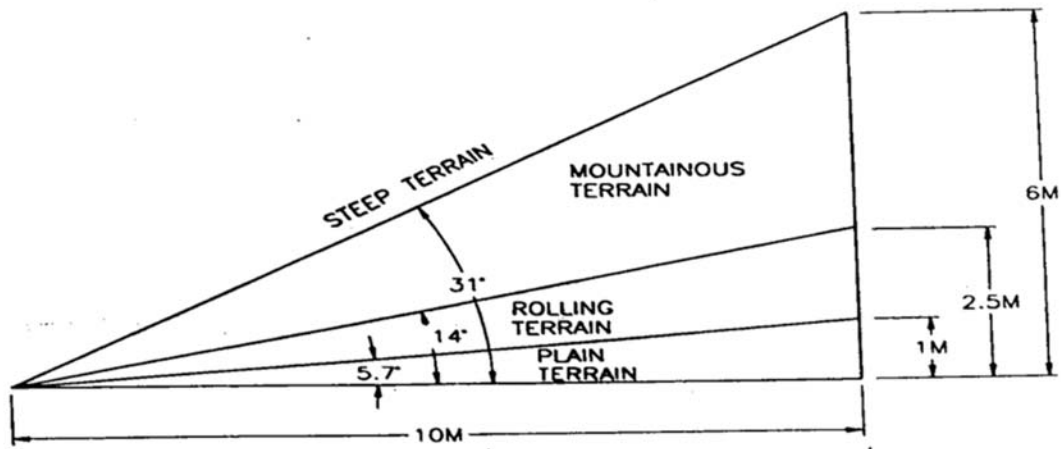 STEEP TERRAIN
MOUNTAINOUS
TERRAIN
6M
31°
ROLLING
TERRAIN
2.5M
14°
1M
PLAIN
TERRAIN
5.7°
10M